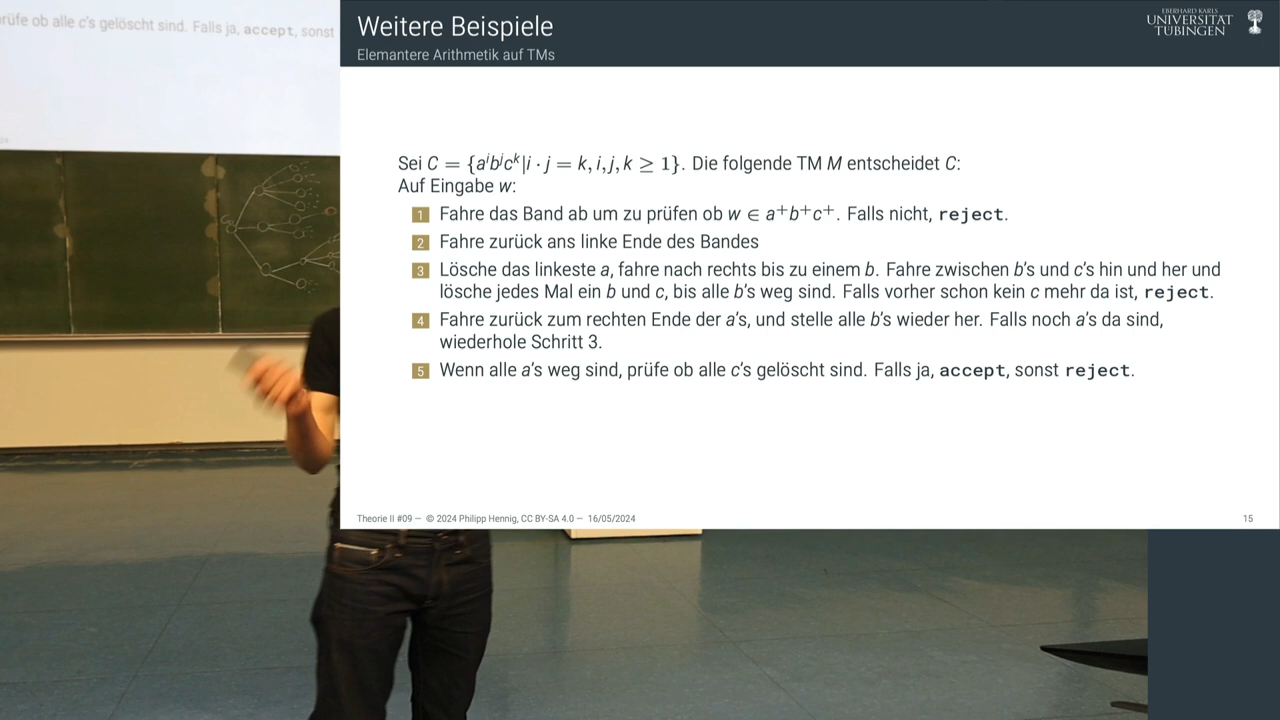 rüfe ob alle c's gelöscht sind. Falls ja, accept, sonst
Weitere Beispiele
Elemantere Arithmetik auf TMs
EBERHARD KARLS
UNIVERSITÄT
TÜBINGEN
Sei C = {aⁱbʲcᵏ|i · j = k, i, j, k ≥ 1}. Die folgende TM M entscheidet C:
Auf Eingabe w:
1 Fahre das Band ab um zu prüfen ob w ∈ a⁺b⁺c⁺. Falls nicht, reject.
2 Fahre zurück ans linke Ende des Bandes
3 Lösche das linkeste a, fahre nach rechts bis zu einem b. Fahre zwischen b's und c's hin und her und
lösche jedes Mal ein b und c, bis alle b's weg sind. Falls vorher schon kein c mehr da ist, reject.
4 Fahre zurück zum rechten Ende der a's, und stelle alle b's wieder her. Falls noch a's da sind,
wiederhole Schritt 3.
5 Wenn alle a's weg sind, prüfe ob alle c's gelöscht sind. Falls ja, accept, sonst reject.
Theorie II #09 — © 2024 Philipp Hennig, CC BY-SA 4.0 — 16/05/2024
15